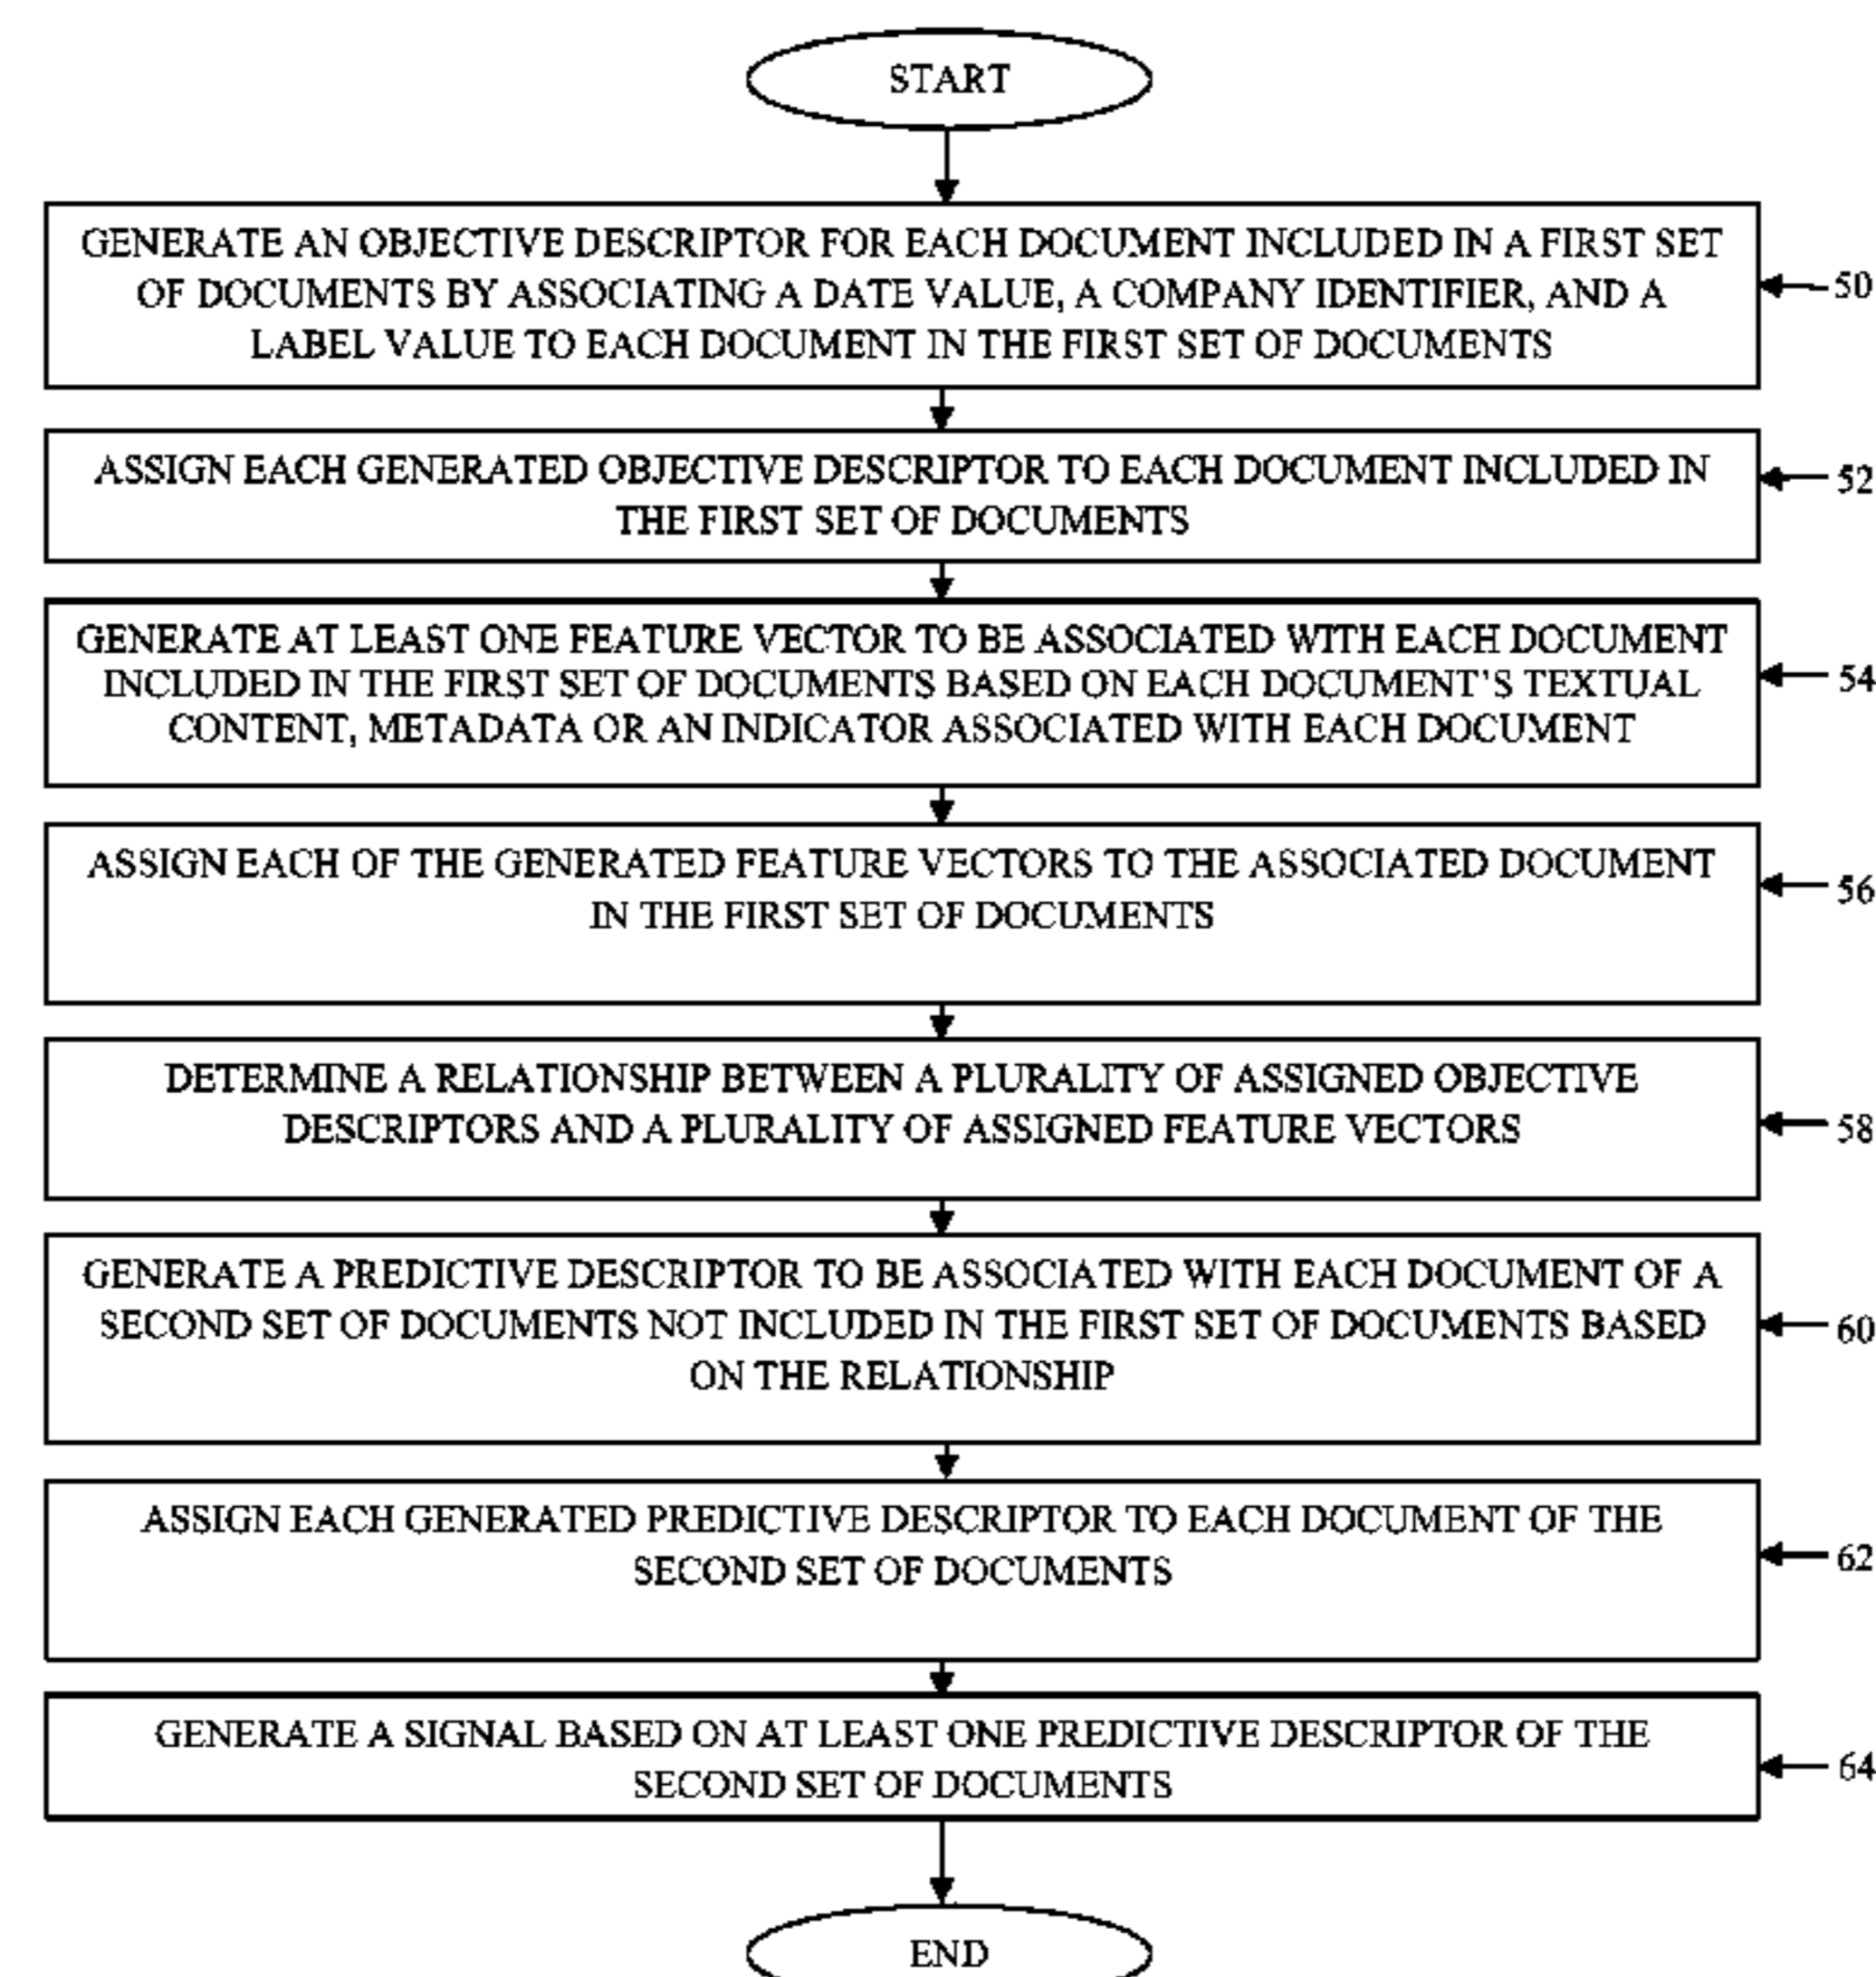 START
GENERATE AN OBJECTIVE DESCRIPTOR FOR EACH DOCUMENT INCLUDED IN A FIRST SET
OF DOCUMENTS BY ASSOCIATING A DATE VALUE, A COMPANY IDENTIFIER, AND A
LABEL VALUE TO EACH DOCUMENT IN THE FIRST SET OF DOCUMENTS
50
ASSIGN EACH GENERATED OBJECTIVE DESCRIPTOR TO EACH DOCUMENT INCLUDED IN
THE FIRST SET OF DOCUMENTS
52
GENERATE AT LEAST ONE FEATURE VECTOR TO BE ASSOCIATED WITH EACH DOCUMENT
INCLUDED IN THE FIRST SET OF DOCUMENTS BASED ON EACH DOCUMENT'S TEXTUAL
CONTENT, METADATA OR AN INDICATOR ASSOCIATED WITH EACH DOCUMENT
54
ASSIGN EACH OF THE GENERATED FEATURE VECTORS TO THE ASSOCIATED DOCUMENT
IN THE FIRST SET OF DOCUMENTS
56
DETERMINE A RELATIONSHIP BETWEEN A PLURALITY OF ASSIGNED OBJECTIVE
DESCRIPTORS AND A PLURALITY OF ASSIGNED FEATURE VECTORS
58
GENERATE A PREDICTIVE DESCRIPTOR TO BE ASSOCIATED WITH EACH DOCUMENT OF A
SECOND SET OF DOCUMENTS NOT INCLUDED IN THE FIRST SET OF DOCUMENTS BASED
ON THE RELATIONSHIP
60
ASSIGN EACH GENERATED PREDICTIVE DESCRIPTOR TO EACH DOCUMENT OF THE
SECOND SET OF DOCUMENTS
62
GENERATE A SIGNAL BASED ON AT LEAST ONE PREDICTIVE DESCRIPTOR OF THE
SECOND SET OF DOCUMENTS
64
END